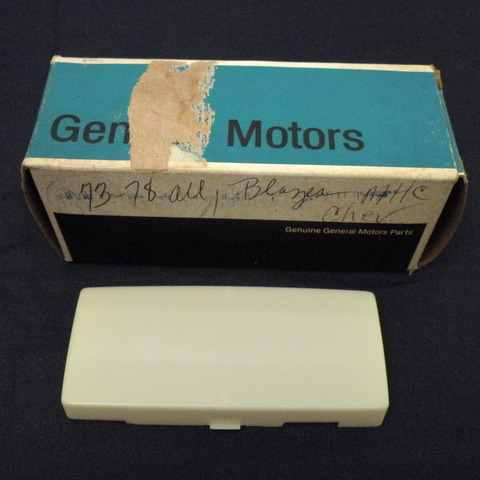 Gen Motors
73 78 all, Blazer
Chev
Genuine General Motors Parts